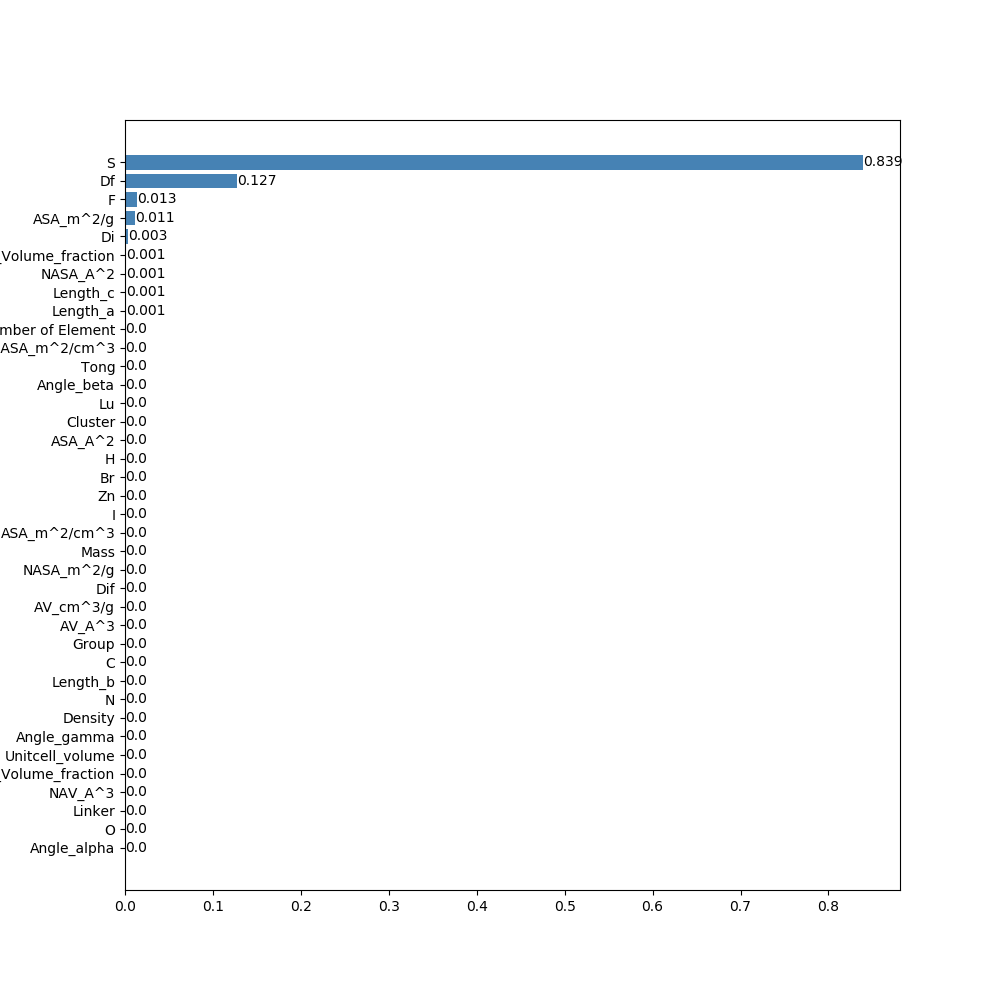 S 0.839
Df 0.127
F 0.013
ASA_m^2/g 0.011
Di 0.003
_Volume_fraction 0.001
NASA_A^2 0.001
Length_c 0.001
Length_a 0.001
mber of Element 0.0
ASA_m^2/cm^3 0.0
Tong 0.0
Angle_beta 0.0
Lu 0.0
Cluster 0.0
ASA_A^2 0.0
H 0.0
Br 0.0
Zn 0.0
I 0.0
ASA_m^2/cm^3 0.0
Mass 0.0
NASA_m^2/g 0.0
Dif 0.0
AV_cm^3/g 0.0
AV_A^3 0.0
Group 0.0
C 0.0
Length_b 0.0
N 0.0
Density 0.0
Angle_gamma 0.0
Unitcell_volume 0.0
_Volume_fraction 0.0
NAV_A^3 0.0
Linker 0.0
O 0.0
Angle_alpha 0.0
0.0 0.1 0.2 0.3 0.4 0.5 0.6 0.7 0.8